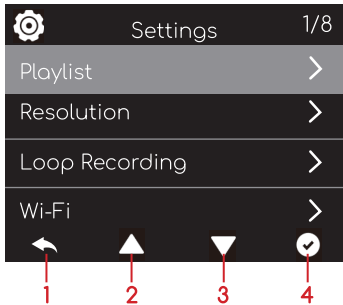 Settings 1/8
Playlist
Resolution
Loop Recording
Wi-Fi
1 2 3 4